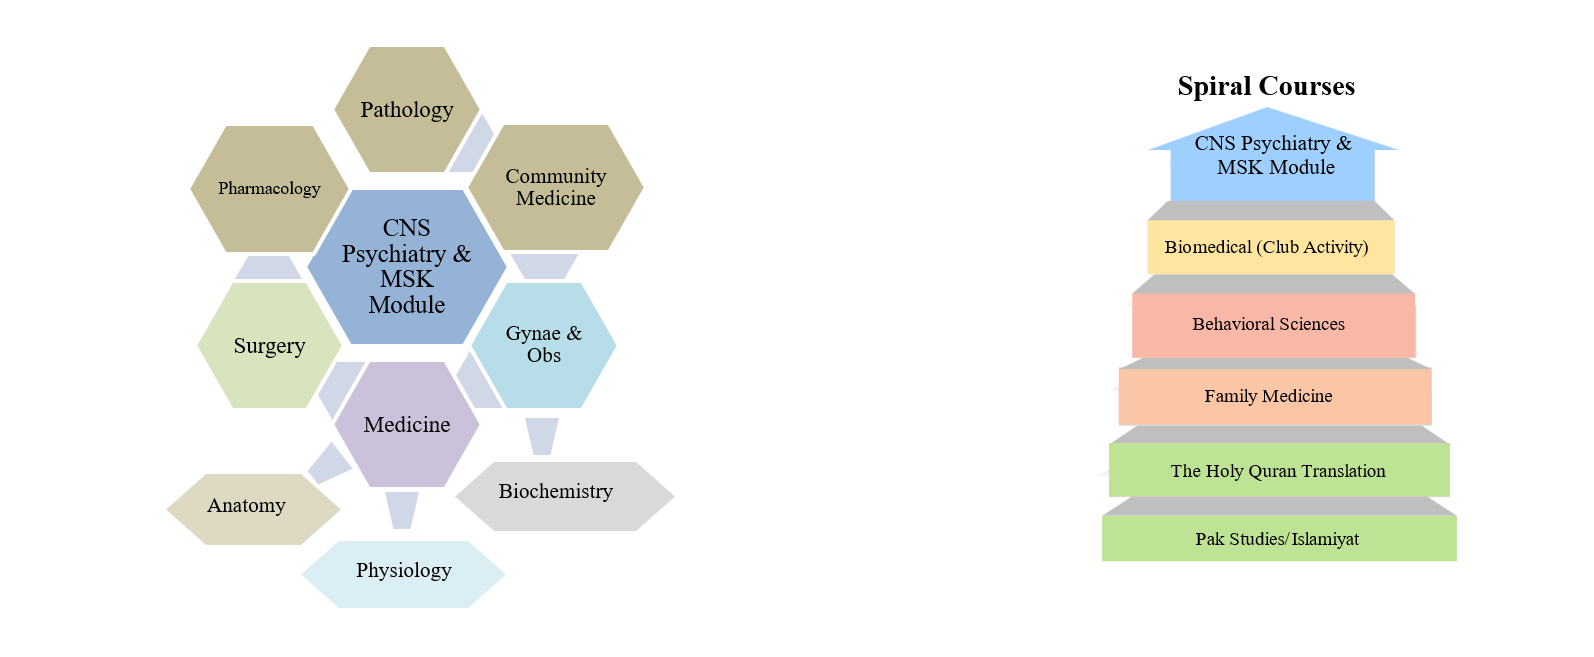 Pathology
Pharmacology
Community
Medicine
CNS
Psychiatry &
MSK
Module
Surgery
Gynae &
Obs
Medicine
Anatomy
Biochemistry
Physiology
Spiral Courses
CNS Psychiatry &
MSK Module
Biomedical (Club Activity)
Behavioral Sciences
Family Medicine
The Holy Quran Translation
Pak Studies/Islamiyat